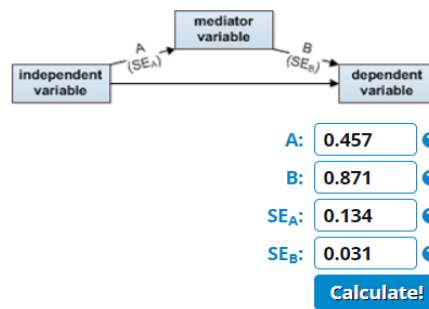 mediator
variable
A
(SEA)
B
(SEB)
independent
variable
dependent
variable
A: 0.457
B: 0.871
SEA: 0.134
SEB: 0.031
Calculate!